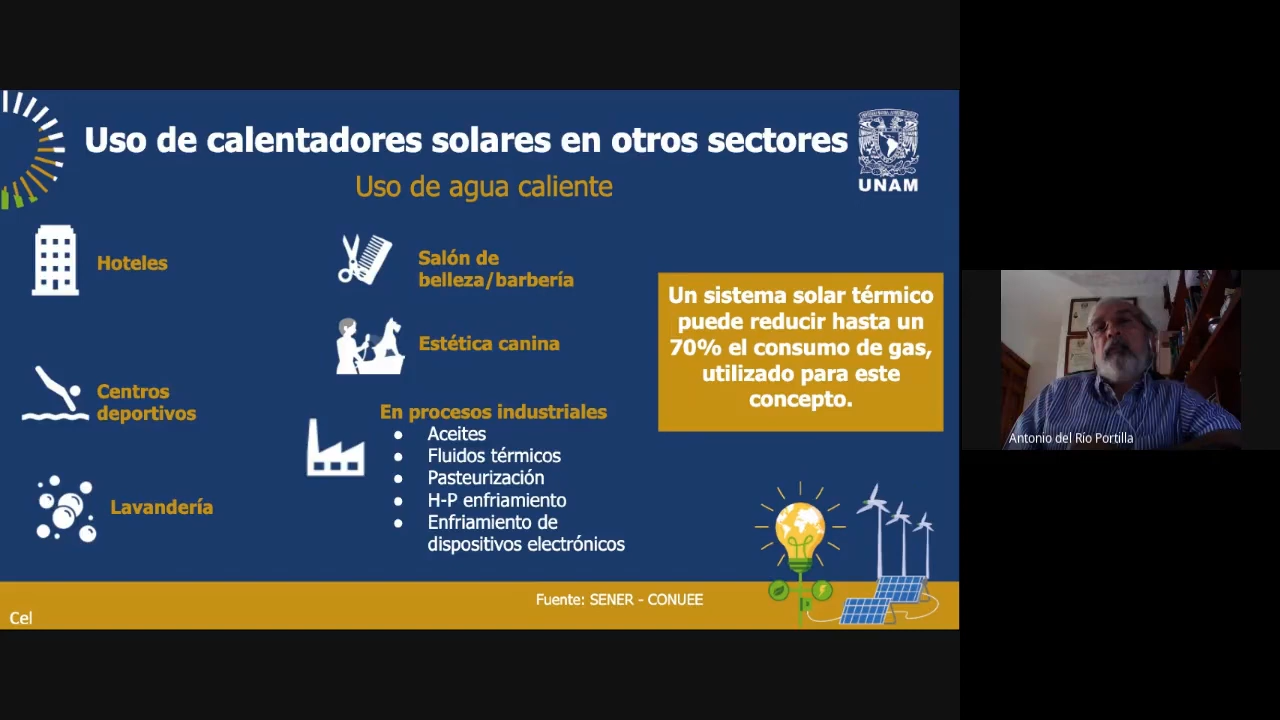 Uso de calentadores solares en otros sectores
UNAM
Uso de agua caliente
Hoteles
Centros
deportivos
Lavandería
Salón de
belleza/barbería
Estética canina
En procesos industriales
● Aceites
● Fluidos térmicos
● Pasteurización
● H-P enfriamiento
● Enfriamiento de
dispositivos electrónicos
Un sistema solar térmico
puede reducir hasta un
70% el consumo de gas,
utilizado para este
concepto.
Fuente: SENER - CONUEE
Cel
Antonio del Río Portilla